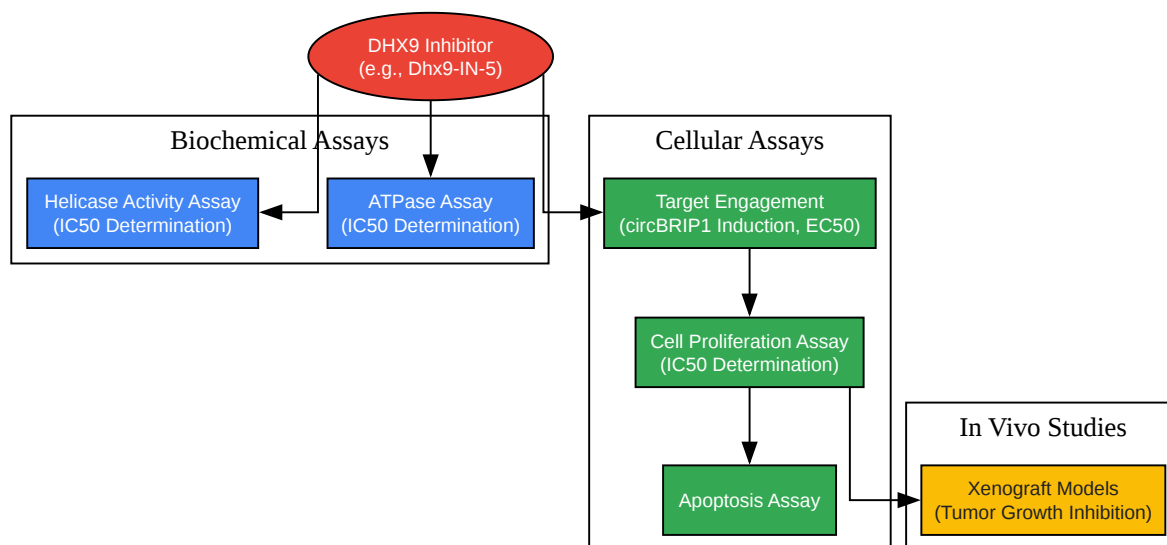 DHX9 Inhibitor
(e.g., Dhx9-IN-5)
Biochemical Assays
Cellular Assays
Helicase Activity Assay
(IC50 Determination)
ATPase Assay
(IC50 Determination)
Target Engagement
(circBRIP1 Induction, EC50)
Cell Proliferation Assay
(IC50 Determination)
In Vivo Studies
Apoptosis Assay
Xenograft Models
(Tumor Growth Inhibition)